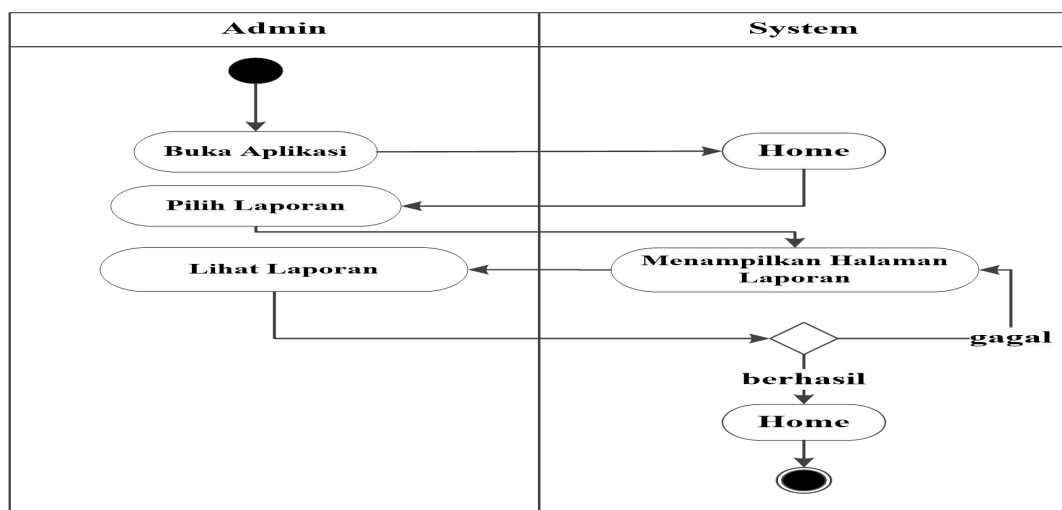 Admin
System
Buka Aplikasi
Home
Pilih Laporan
Lihat Laporan
Menampilkan Halaman
Laporan
gagal
berhasil
Home